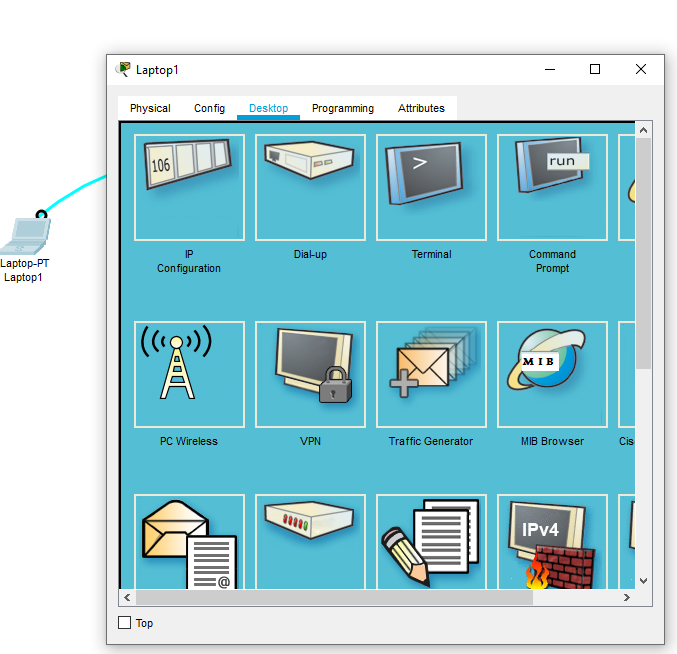 Laptop1
Physical Config Desktop Programming Attributes
106
>
run
IP
Configuration
Dial-up
Terminal
Command
Prompt
Laptop-PT
Laptop1
MIB
PC Wireless
VPN
Traffic Generator
MIB Browser
Cis
@
IPv4
Top